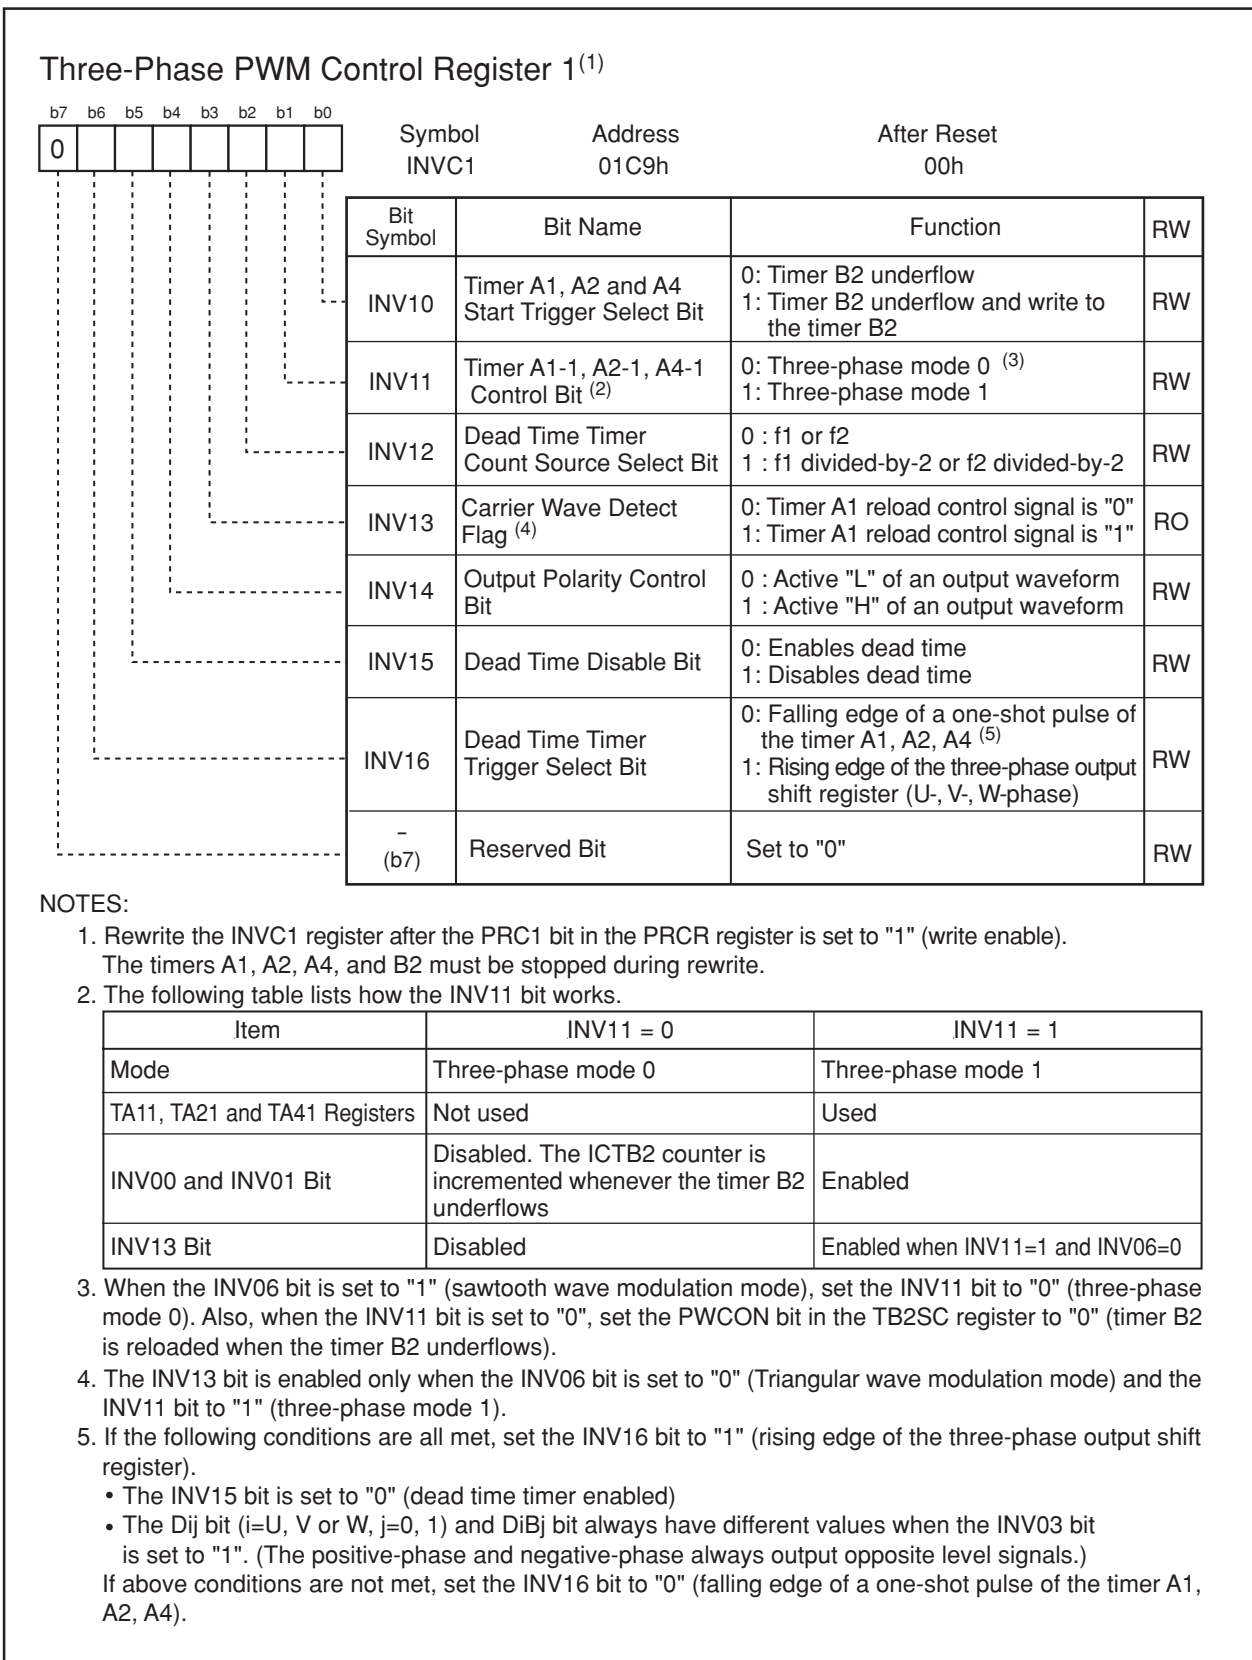 Three-Phase PWM Control Register 1(1)
b7 b6 b5 b4 b3 b2 b1 b0
0
Symbol Address After Reset
INVC1 01C9h 00h
Bit Symbol Bit Name Function RW
INV10 Timer A1, A2 and A4 Start Trigger Select Bit 0: Timer B2 underflow
1: Timer B2 underflow and write to the timer B2 RW
INV11 Timer A1-1, A2-1, A4-1 Control Bit (2) 0: Three-phase mode 0 (3)
1: Three-phase mode 1 RW
INV12 Dead Time Timer Count Source Select Bit 0 : f1 or f2
1 : f1 divided-by-2 or f2 divided-by-2 RW
INV13 Carrier Wave Detect Flag (4) 0: Timer A1 reload control signal is "0"
1: Timer A1 reload control signal is "1" RO
INV14 Output Polarity Control Bit 0 : Active "L" of an output waveform
1 : Active "H" of an output waveform RW
INV15 Dead Time Disable Bit 0: Enables dead time
1: Disables dead time RW
INV16 Dead Time Timer Trigger Select Bit 0: Falling edge of a one-shot pulse of the timer A1, A2, A4 (5)
1: Rising edge of the three-phase output shift register (U-, V-, W-phase) RW
– (b7) Reserved Bit Set to "0" RW
NOTES:
1. Rewrite the INVC1 register after the PRC1 bit in the PRCR register is set to "1" (write enable).
The timers A1, A2, A4, and B2 must be stopped during rewrite.
2. The following table lists how the INV11 bit works.
Item INV11 = 0 INV11 = 1
Mode Three-phase mode 0 Three-phase mode 1
TA11, TA21 and TA41 Registers Not used Used
INV00 and INV01 Bit Disabled. The ICTB2 counter is incremented whenever the timer B2 underflows Enabled
INV13 Bit Disabled Enabled when INV11=1 and INV06=0
3. When the INV06 bit is set to "1" (sawtooth wave modulation mode), set the INV11 bit to "0" (three-phase
mode 0). Also, when the INV11 bit is set to "0", set the PWCON bit in the TB2SC register to "0" (timer B2
is reloaded when the timer B2 underflows).
4. The INV13 bit is enabled only when the INV06 bit is set to "0" (Triangular wave modulation mode) and the
INV11 bit to "1" (three-phase mode 1).
5. If the following conditions are all met, set the INV16 bit to "1" (rising edge of the three-phase output shift
register).
• The INV15 bit is set to "0" (dead time timer enabled)
• The Dij bit (i=U, V or W, j=0, 1) and DiBj bit always have different values when the INV03 bit
is set to "1". (The positive-phase and negative-phase always output opposite level signals.)
If above conditions are not met, set the INV16 bit to "0" (falling edge of a one-shot pulse of the timer A1,
A2, A4).